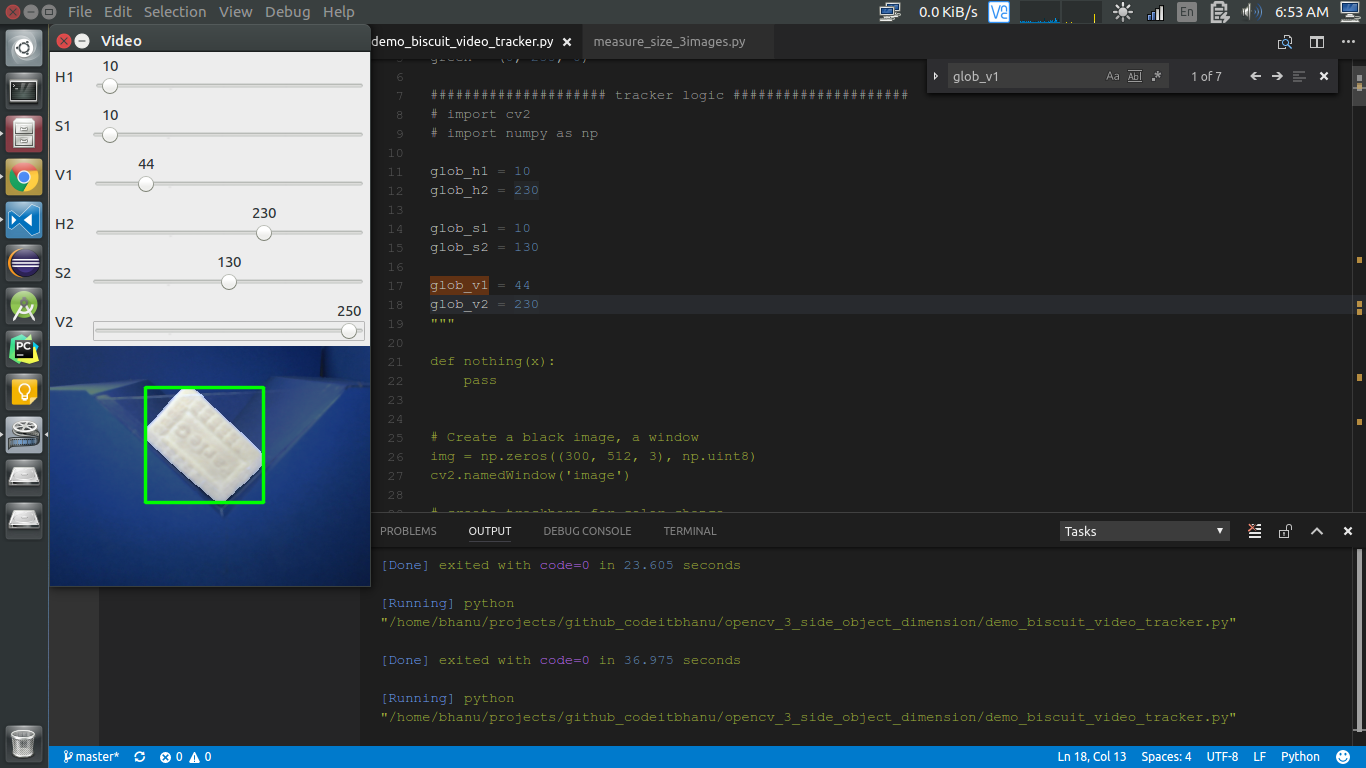 File Edit Selection View Debug Help
0.0 KiB/s En 6:53 AM
Video
H1 10
S1 10
V1 44
H2 230
S2 130
V2 250
demo_biscuit_video_tracker.py measure_size_3images.py
glob_v1 Aa Abl .* 1 of 7
6
7 ##################### tracker logic #####################
8 # import cv2
9 # import numpy as np
10
11 glob_h1 = 10
12 glob_h2 = 230
13
14 glob_s1 = 10
15 glob_s2 = 130
16
17 glob_v1 = 44
18 glob_v2 = 230
19 """
20
21 def nothing(x):
22 pass
23
24
25 # Create a black image, a window
26 img = np.zeros((300, 512, 3), np.uint8)
27 cv2.namedWindow('image')
28
PROBLEMS OUTPUT DEBUG CONSOLE TERMINAL Tasks
[Done] exited with code=0 in 23.605 seconds
[Running] python
"/home/bhanu/projects/github_codeitbhanu/opencv_3_side_object_dimension/demo_biscuit_video_tracker.py"
[Done] exited with code=0 in 36.975 seconds
[Running] python
"/home/bhanu/projects/github_codeitbhanu/opencv_3_side_object_dimension/demo_biscuit_video_tracker.py"
master* 0 0 Ln 18, Col 13 Spaces: 4 UTF-8 LF Python